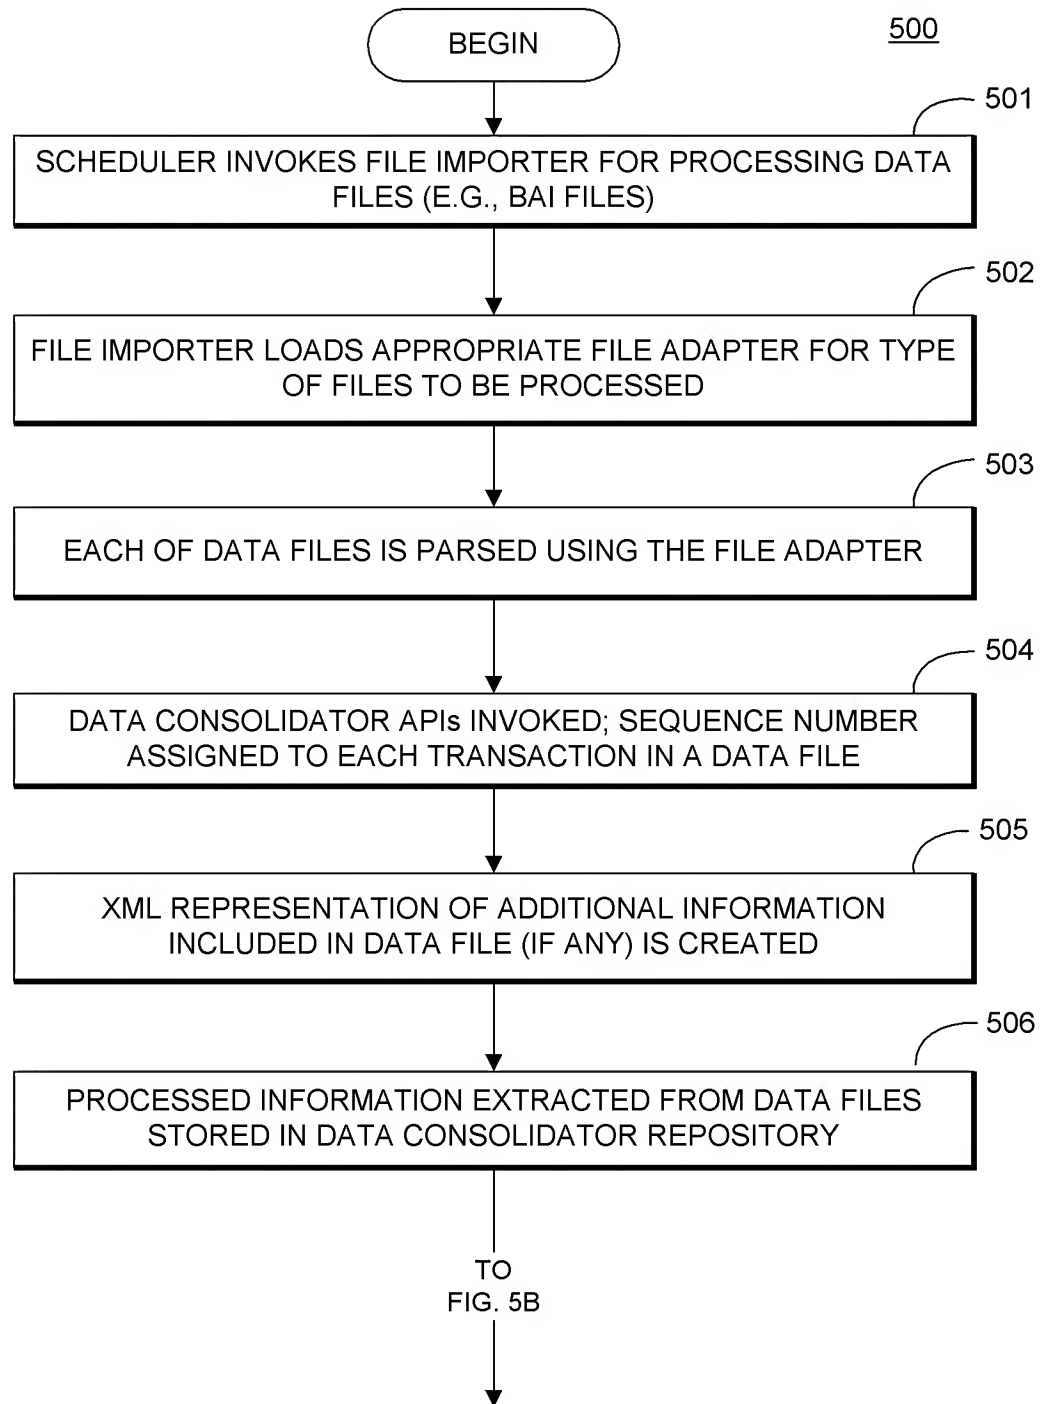 BEGIN
500
501
SCHEDULER INVOKES FILE IMPORTER FOR PROCESSING DATA
FILES (E.G., BAI FILES)
502
FILE IMPORTER LOADS APPROPRIATE FILE ADAPTER FOR TYPE
OF FILES TO BE PROCESSED
503
EACH OF DATA FILES IS PARSED USING THE FILE ADAPTER
504
DATA CONSOLIDATOR APIs INVOKED; SEQUENCE NUMBER
ASSIGNED TO EACH TRANSACTION IN A DATA FILE
505
XML REPRESENTATION OF ADDITIONAL INFORMATION
INCLUDED IN DATA FILE (IF ANY) IS CREATED
506
PROCESSED INFORMATION EXTRACTED FROM DATA FILES
STORED IN DATA CONSOLIDATOR REPOSITORY
TO
FIG. 5B